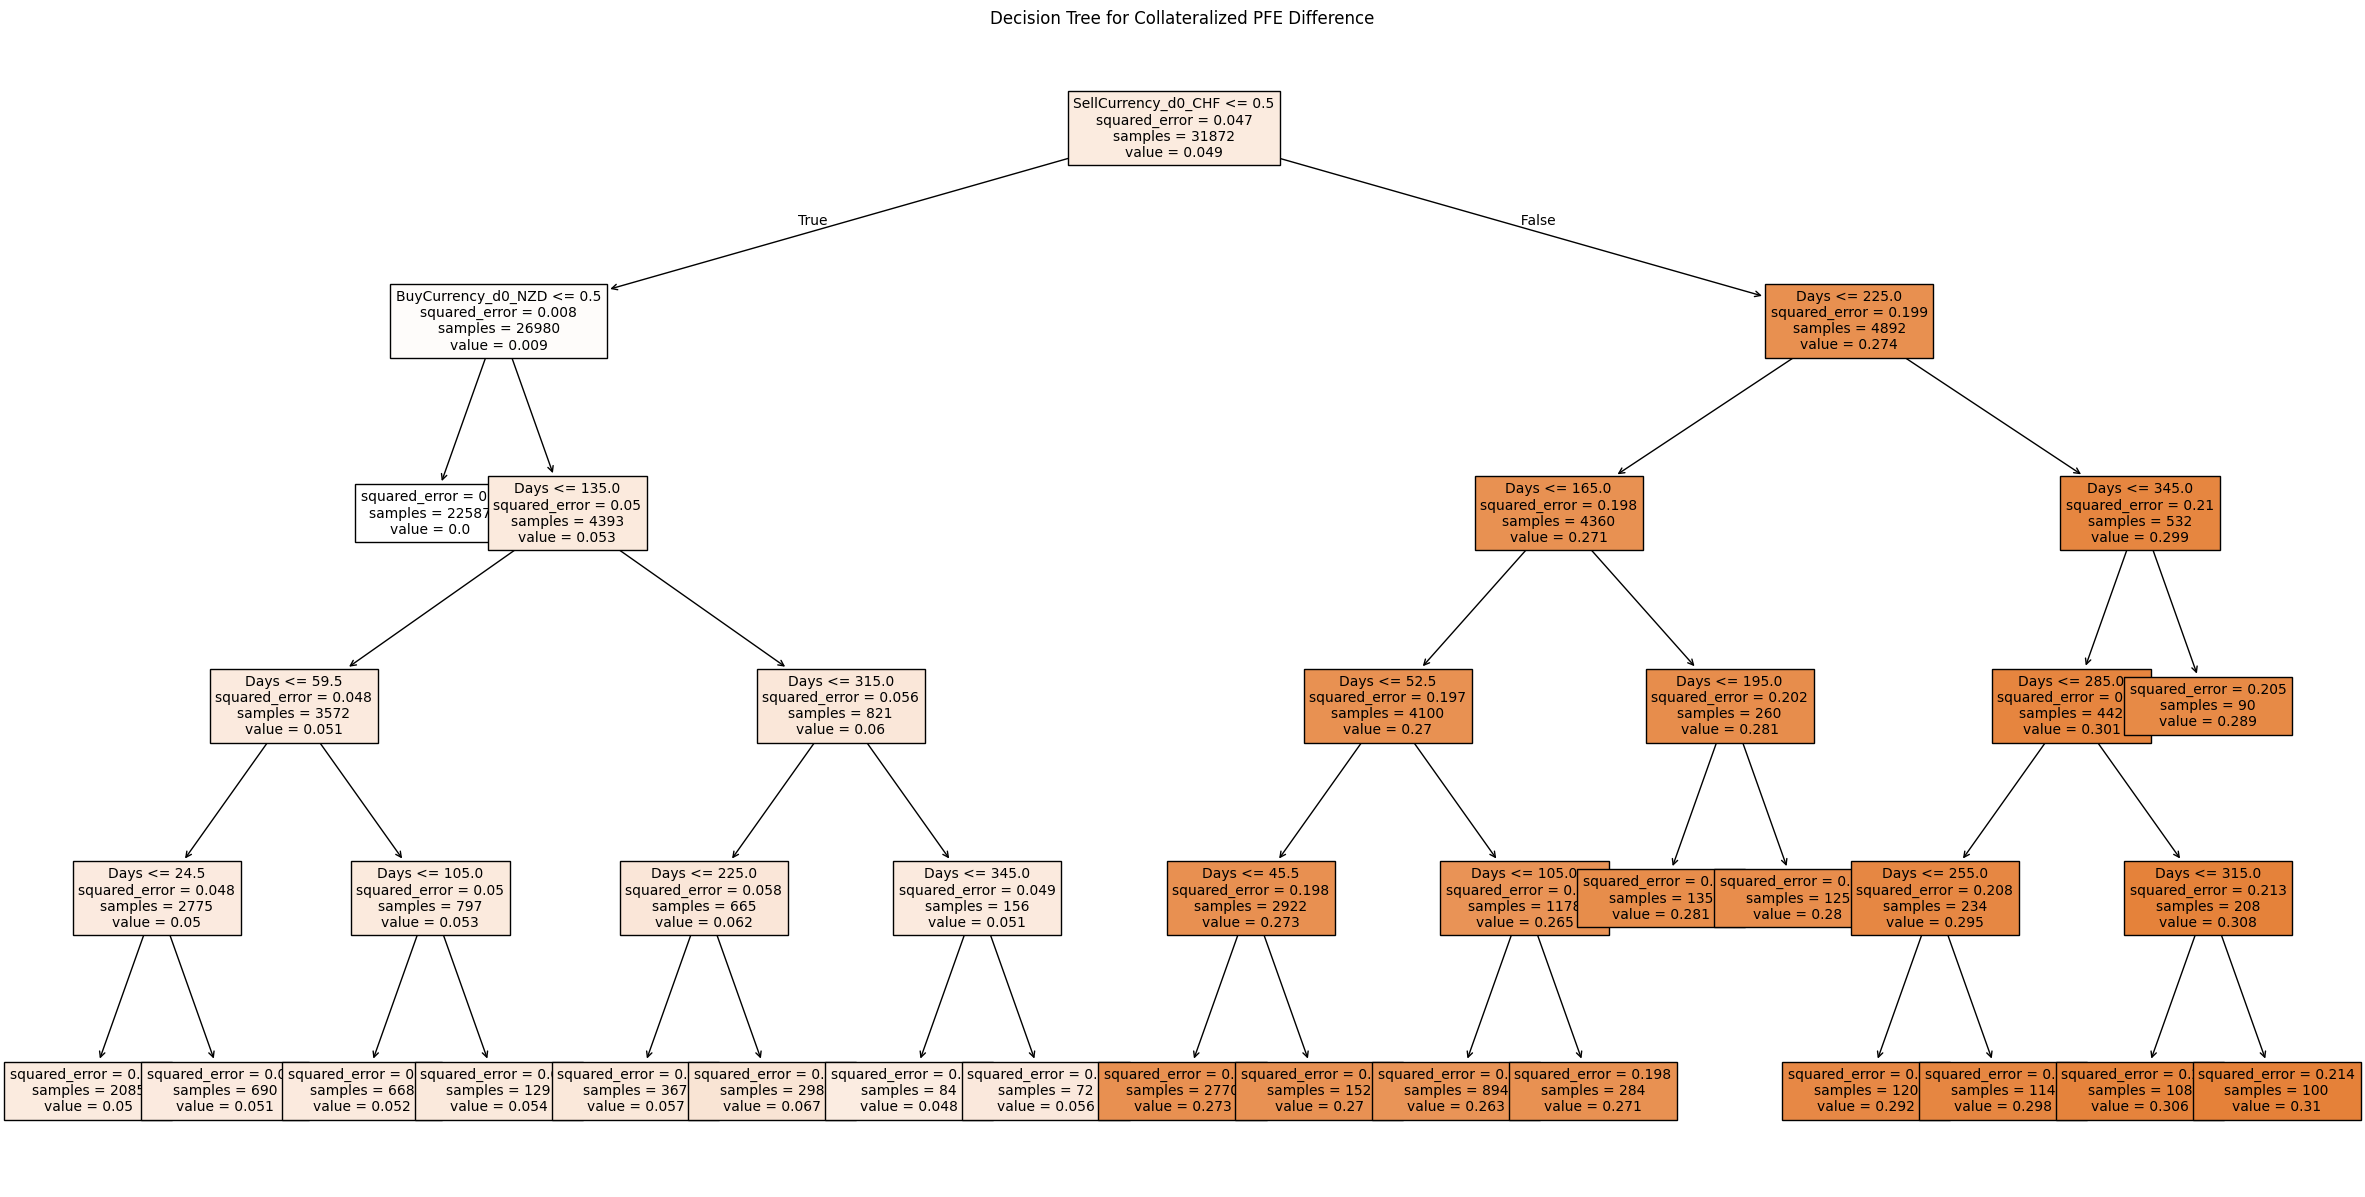 Decision Tree for Collateralized PFE Difference
SellCurrency_d0_CHF <= 0.5
squared_error = 0.047
samples = 31872
value = 0.049
True
False
BuyCurrency_d0_NZD <= 0.5
squared_error = 0.008
samples = 26980
value = 0.009
Days <= 225.0
squared_error = 0.199
samples = 4892
value = 0.274
squared_error = 0
samples = 22587
value = 0.0
Days <= 135.0
squared_error = 0.05
samples = 4393
value = 0.053
Days <= 165.0
squared_error = 0.198
samples = 4360
value = 0.271
Days <= 345.0
squared_error = 0.21
samples = 532
value = 0.299
Days <= 59.5
squared_error = 0.048
samples = 3572
value = 0.051
Days <= 315.0
squared_error = 0.056
samples = 821
value = 0.06
Days <= 52.5
squared_error = 0.197
samples = 4100
value = 0.27
Days <= 195.0
squared_error = 0.202
samples = 260
value = 0.281
Days <= 285.0
squared_error = 0
samples = 442
value = 0.301
squared_error = 0.205
samples = 90
value = 0.289
Days <= 24.5
squared_error = 0.048
samples = 2775
value = 0.05
Days <= 105.0
squared_error = 0.05
samples = 797
value = 0.053
Days <= 225.0
squared_error = 0.058
samples = 665
value = 0.062
Days <= 345.0
squared_error = 0.049
samples = 156
value = 0.051
Days <= 45.5
squared_error = 0.198
samples = 2922
value = 0.273
Days <= 105.0
squared_error = 0.
samples = 1178
value = 0.265
squared_error = 0.
samples = 135
value = 0.281
squared_error = 0.
samples = 125
value = 0.28
Days <= 255.0
squared_error = 0.208
samples = 234
value = 0.295
Days <= 315.0
squared_error = 0.213
samples = 208
value = 0.308
squared_error = 0.
samples = 2085
value = 0.05
squared_error = 0.0
samples = 690
value = 0.051
squared_error = 0
samples = 668
value = 0.052
squared_error = 0.0
samples = 129
value = 0.054
squared_error = 0.
samples = 367
value = 0.057
squared_error = 0.
samples = 298
value = 0.067
squared_error = 0.
samples = 84
value = 0.048
squared_error = 0.
samples = 72
value = 0.056
squared_error = 0.
samples = 2770
value = 0.273
squared_error = 0.
samples = 152
value = 0.27
squared_error = 0.
samples = 894
value = 0.263
squared_error = 0.198
samples = 284
value = 0.271
squared_error = 0.
samples = 120
value = 0.292
squared_error = 0.
samples = 114
value = 0.298
squared_error = 0.
samples = 108
value = 0.306
squared_error = 0.214
samples = 100
value = 0.31